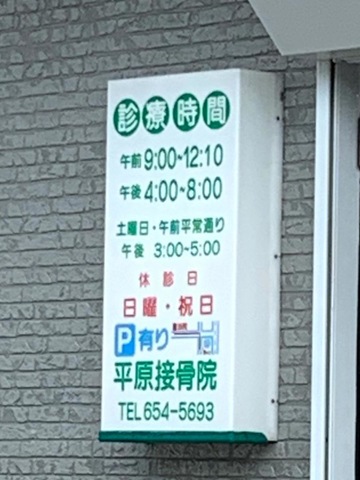 診療時間
午前9:00~12:10
午後4:00~8:00
土曜日・午前平常通り
午後 3:00~5:00
休診日
日曜・祝日
P有り
平原接骨院
TEL654-5693